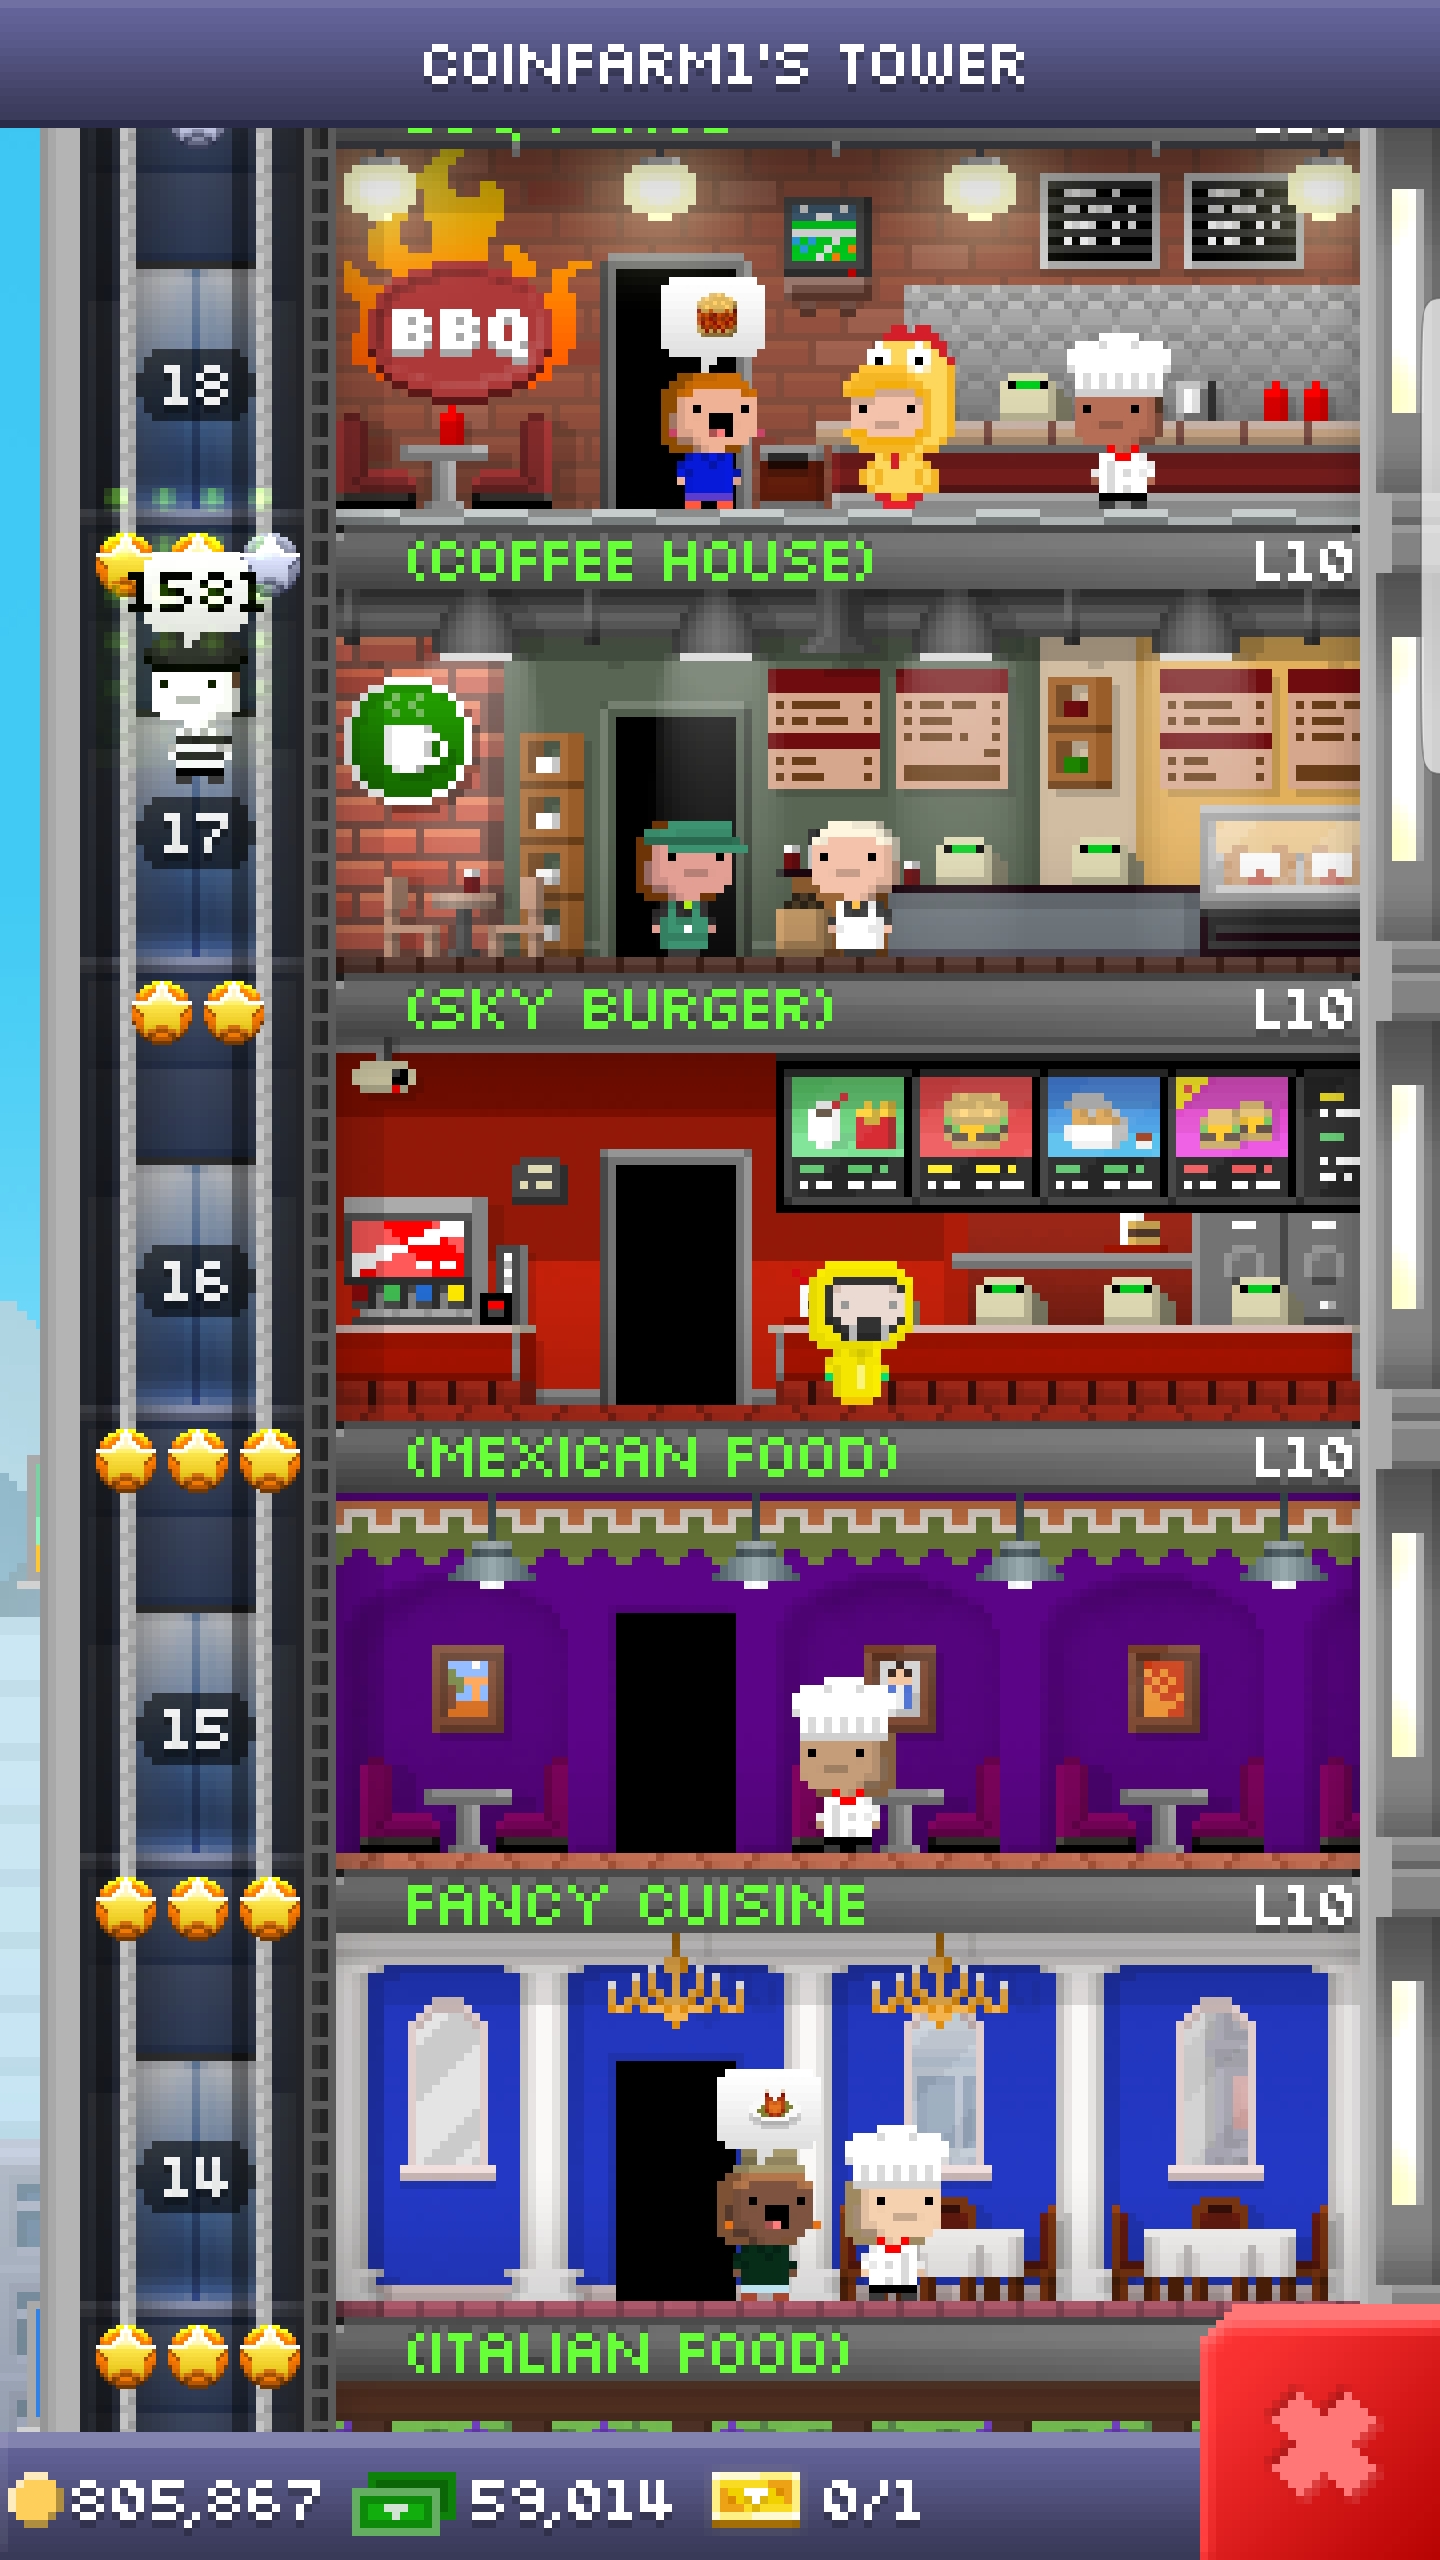 COINFARM1'S TOWER
BBQ
18
(COFFEE HOUSE) L10
1581
17
(SKY BURGER) L10
16
(MEXICAN FOOD) L10
15
FANCY CUISINE L10
14
(ITALIAN FOOD)
805,867 59,014 0/1